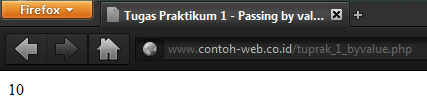 Firefox
Tugas Praktikum 1 - Passing by val...
www.contoh-web.co.id/tuprak_1_byvalue.php
10